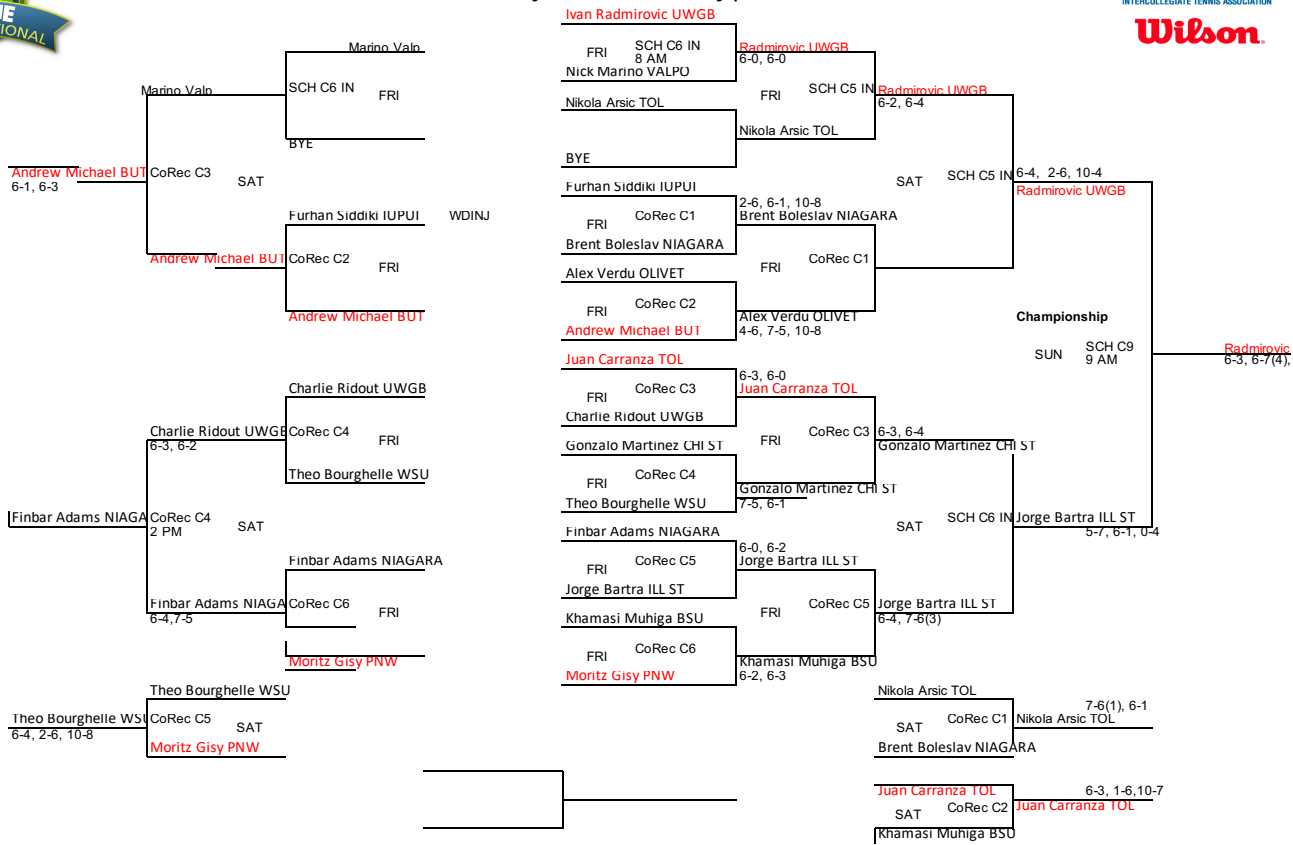 INTERCOLLEGIATE TENNIS ASSOCIATION
Wilson.
IONAL
Marino Valp
SCH C6 IN
FRI
BYE
Marino Valp
CoRec C3
SAT
Andrew Michael BUT
6-1, 6-3
Furhan Siddiki IUPUI
WDINJ
CoRec C2
FRI
Andrew Michael BUT
Andrew Michael BUT
Charlie Ridout UWGB
CoRec C4
FRI
Theo Bourghelle WSU
Charlie Ridout UWGB
6-3, 6-2
CoRec C4
2 PM
SAT
Finbar Adams NIAGA
Finbar Adams NIAGARA
CoRec C6
FRI
Moritz Gisy PNW
Finbar Adams NIAGA
6-4,7-5
Theo Bourghelle WSU
CoRec C5
SAT
Moritz Gisy PNW
Theo Bourghelle WSU
6-4, 2-6, 10-8
Ivan Radmirovic UWGB
FRI
SCH C6 IN
8 AM
Nick Marino VALPO
Radmirovic UWGB
6-0, 6-0
Nikola Arsic TOL
BYE
Nikola Arsic TOL
FRI
SCH C5 IN
Radmirovic UWGB
6-2, 6-4
Furhan Siddiki IUPUI
FRI
CoRec C1
Brent Boleslav NIAGARA
2-6, 6-1, 10-8
Brent Boleslav NIAGARA
FRI
CoRec C1
Alex Verdu OLIVET
FRI
CoRec C2
Andrew Michael BUT
Alex Verdu OLIVET
4-6, 7-5, 10-8
SAT
SCH C5 IN
6-4, 2-6, 10-4
Radmirovic UWGB
Championship
SUN
SCH C9
9 AM
Radmirovic
6-3, 6-7(4),
Juan Carranza TOL
FRI
CoRec C3
Charlie Ridout UWGB
6-3, 6-0
Juan Carranza TOL
FRI
CoRec C3
6-3, 6-4
Gonzalo Martinez CHI ST
Gonzalo Martinez CHI ST
FRI
CoRec C4
Theo Bourghelle WSU
Gonzalo Martinez CHI ST
7-5, 6-1
SAT
SCH C6 IN
Jorge Bartra ILL ST
5-7, 6-1, 0-4
Finbar Adams NIAGARA
FRI
CoRec C5
Jorge Bartra ILL ST
6-0, 6-2
Jorge Bartra ILL ST
FRI
CoRec C5
Jorge Bartra ILL ST
6-4, 7-6(3)
Khamasi Muhiga BSU
FRI
CoRec C6
Moritz Gisy PNW
Khamasi Muhiga BSU
6-2, 6-3
Nikola Arsic TOL
SAT
CoRec C1
Brent Boleslav NIAGARA
7-6(1), 6-1
Nikola Arsic TOL
Juan Carranza TOL
SAT
CoRec C2
Khamasi Muhiga BSU
6-3, 1-6,10-7
Juan Carranza TOL